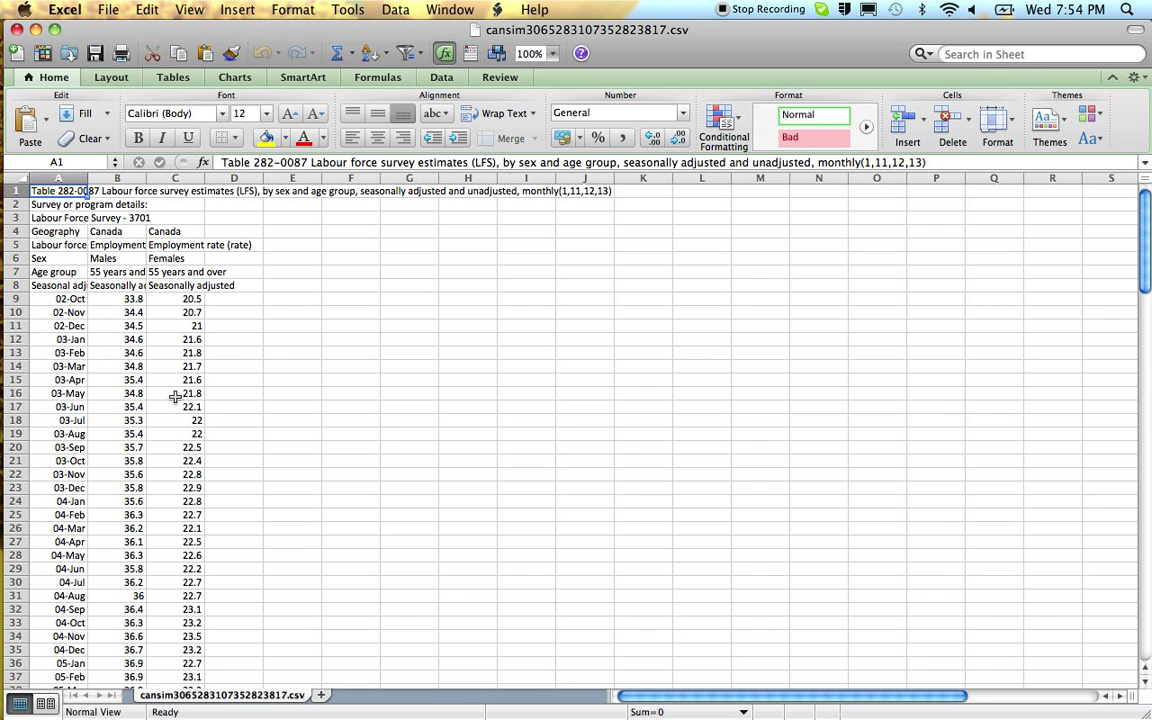 Excel File Edit View Insert Format Tools Data Window Help Stop Recording Wed 7:54 PM
cansim3065283107352823817.csv
100% Search in Sheet
Home Layout Tables Charts SmartArt Formulas Data Review
Edit Font Alignment Number Format Cells Themes
Fill Calibri (Body) 12 A A abc Wrap Text General Normal
Paste Clear B I U A Merge % Conditional Formatting Bad Insert Delete Format Themes Aa
A1 fx Table 282-0087 Labour force survey estimates (LFS), by sex and age group, seasonally adjusted and unadjusted, monthly(1,11,12,13)
A B C D E F G H I J K L M N O P Q R S
1 Table 282-0087 Labour force survey estimates (LFS), by sex and age group, seasonally adjusted and unadjusted, monthly(1,11,12,13)
2 Survey or program details:
3 Labour Force Survey - 3701
4 Geography Canada Canada
5 Labour force Employment Employment rate (rate)
6 Sex Males Females
7 Age group 55 years and 55 years and over
8 Seasonal adj Seasonally ad Seasonally adjusted
9 02-Oct 33.8 20.5
10 02-Nov 34.4 20.7
11 02-Dec 34.5 21
12 03-Jan 34.6 21.6
13 03-Feb 34.6 21.8
14 03-Mar 34.8 21.7
15 03-Apr 35.4 21.6
16 03-May 34.8 21.8
17 03-Jun 35.4 22.1
18 03-Jul 35.3 22
19 03-Aug 35.4 22
20 03-Sep 35.7 22.5
21 03-Oct 35.8 22.4
22 03-Nov 35.6 22.8
23 03-Dec 35.8 22.9
24 04-Jan 35.6 22.8
25 04-Feb 36.3 22.7
26 04-Mar 36.2 22.1
27 04-Apr 36.1 22.5
28 04-May 36.3 22.6
29 04-Jun 35.8 22.2
30 04-Jul 36.2 22.7
31 04-Aug 36 22.7
32 04-Sep 36.4 23.1
33 04-Oct 36.3 23.2
34 04-Nov 36.6 23.5
35 04-Dec 36.7 23.2
36 05-Jan 36.9 22.7
37 05-Feb 36.9 23.1
cansim3065283107352823817.csv
Normal View Ready Sum=0